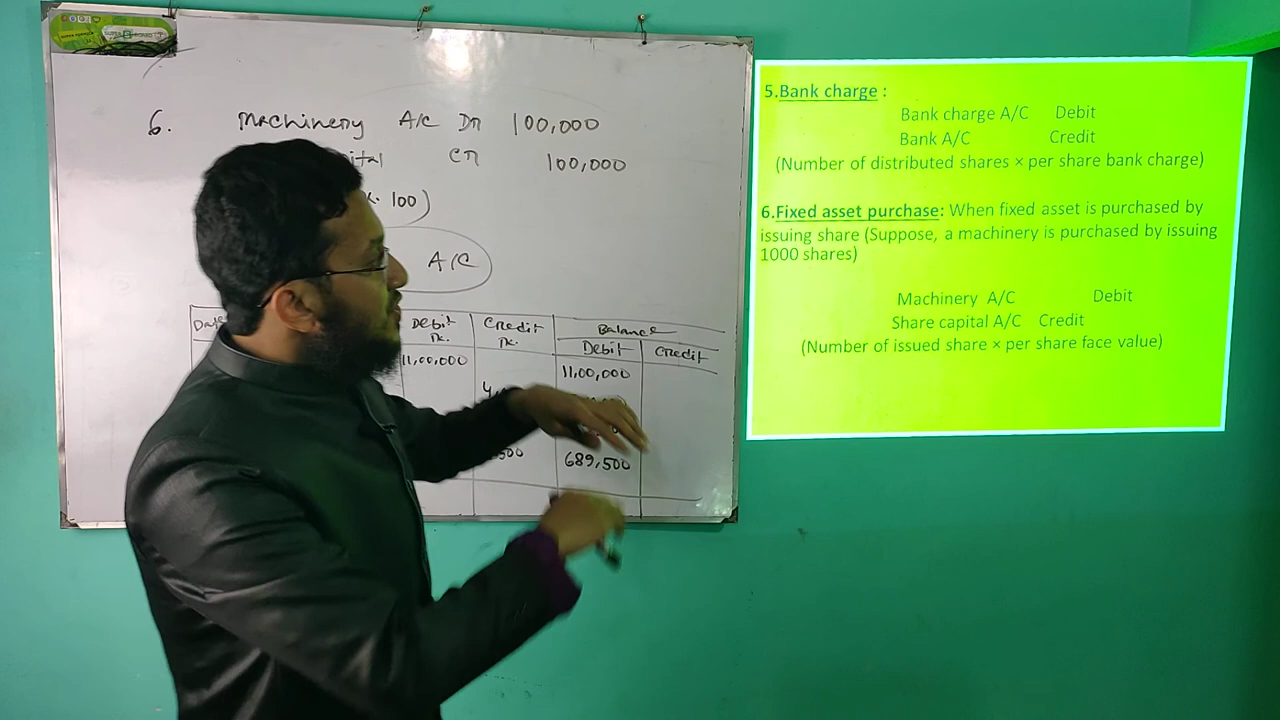 6. Machinery A/C Dr 100,000
ital Cr 100,000
100)
A/C
Date Debit Tk. Credit Tk. Balance
Debit Credit
11,00,000 11,00,000
500 689,500
5.Bank charge :
Bank charge A/C Debit
Bank A/C Credit
(Number of distributed shares × per share bank charge)
6.Fixed asset purchase: When fixed asset is purchased by
issuing share (Suppose, a machinery is purchased by issuing
1000 shares)
Machinery A/C Debit
Share capital A/C Credit
(Number of issued share × per share face value)